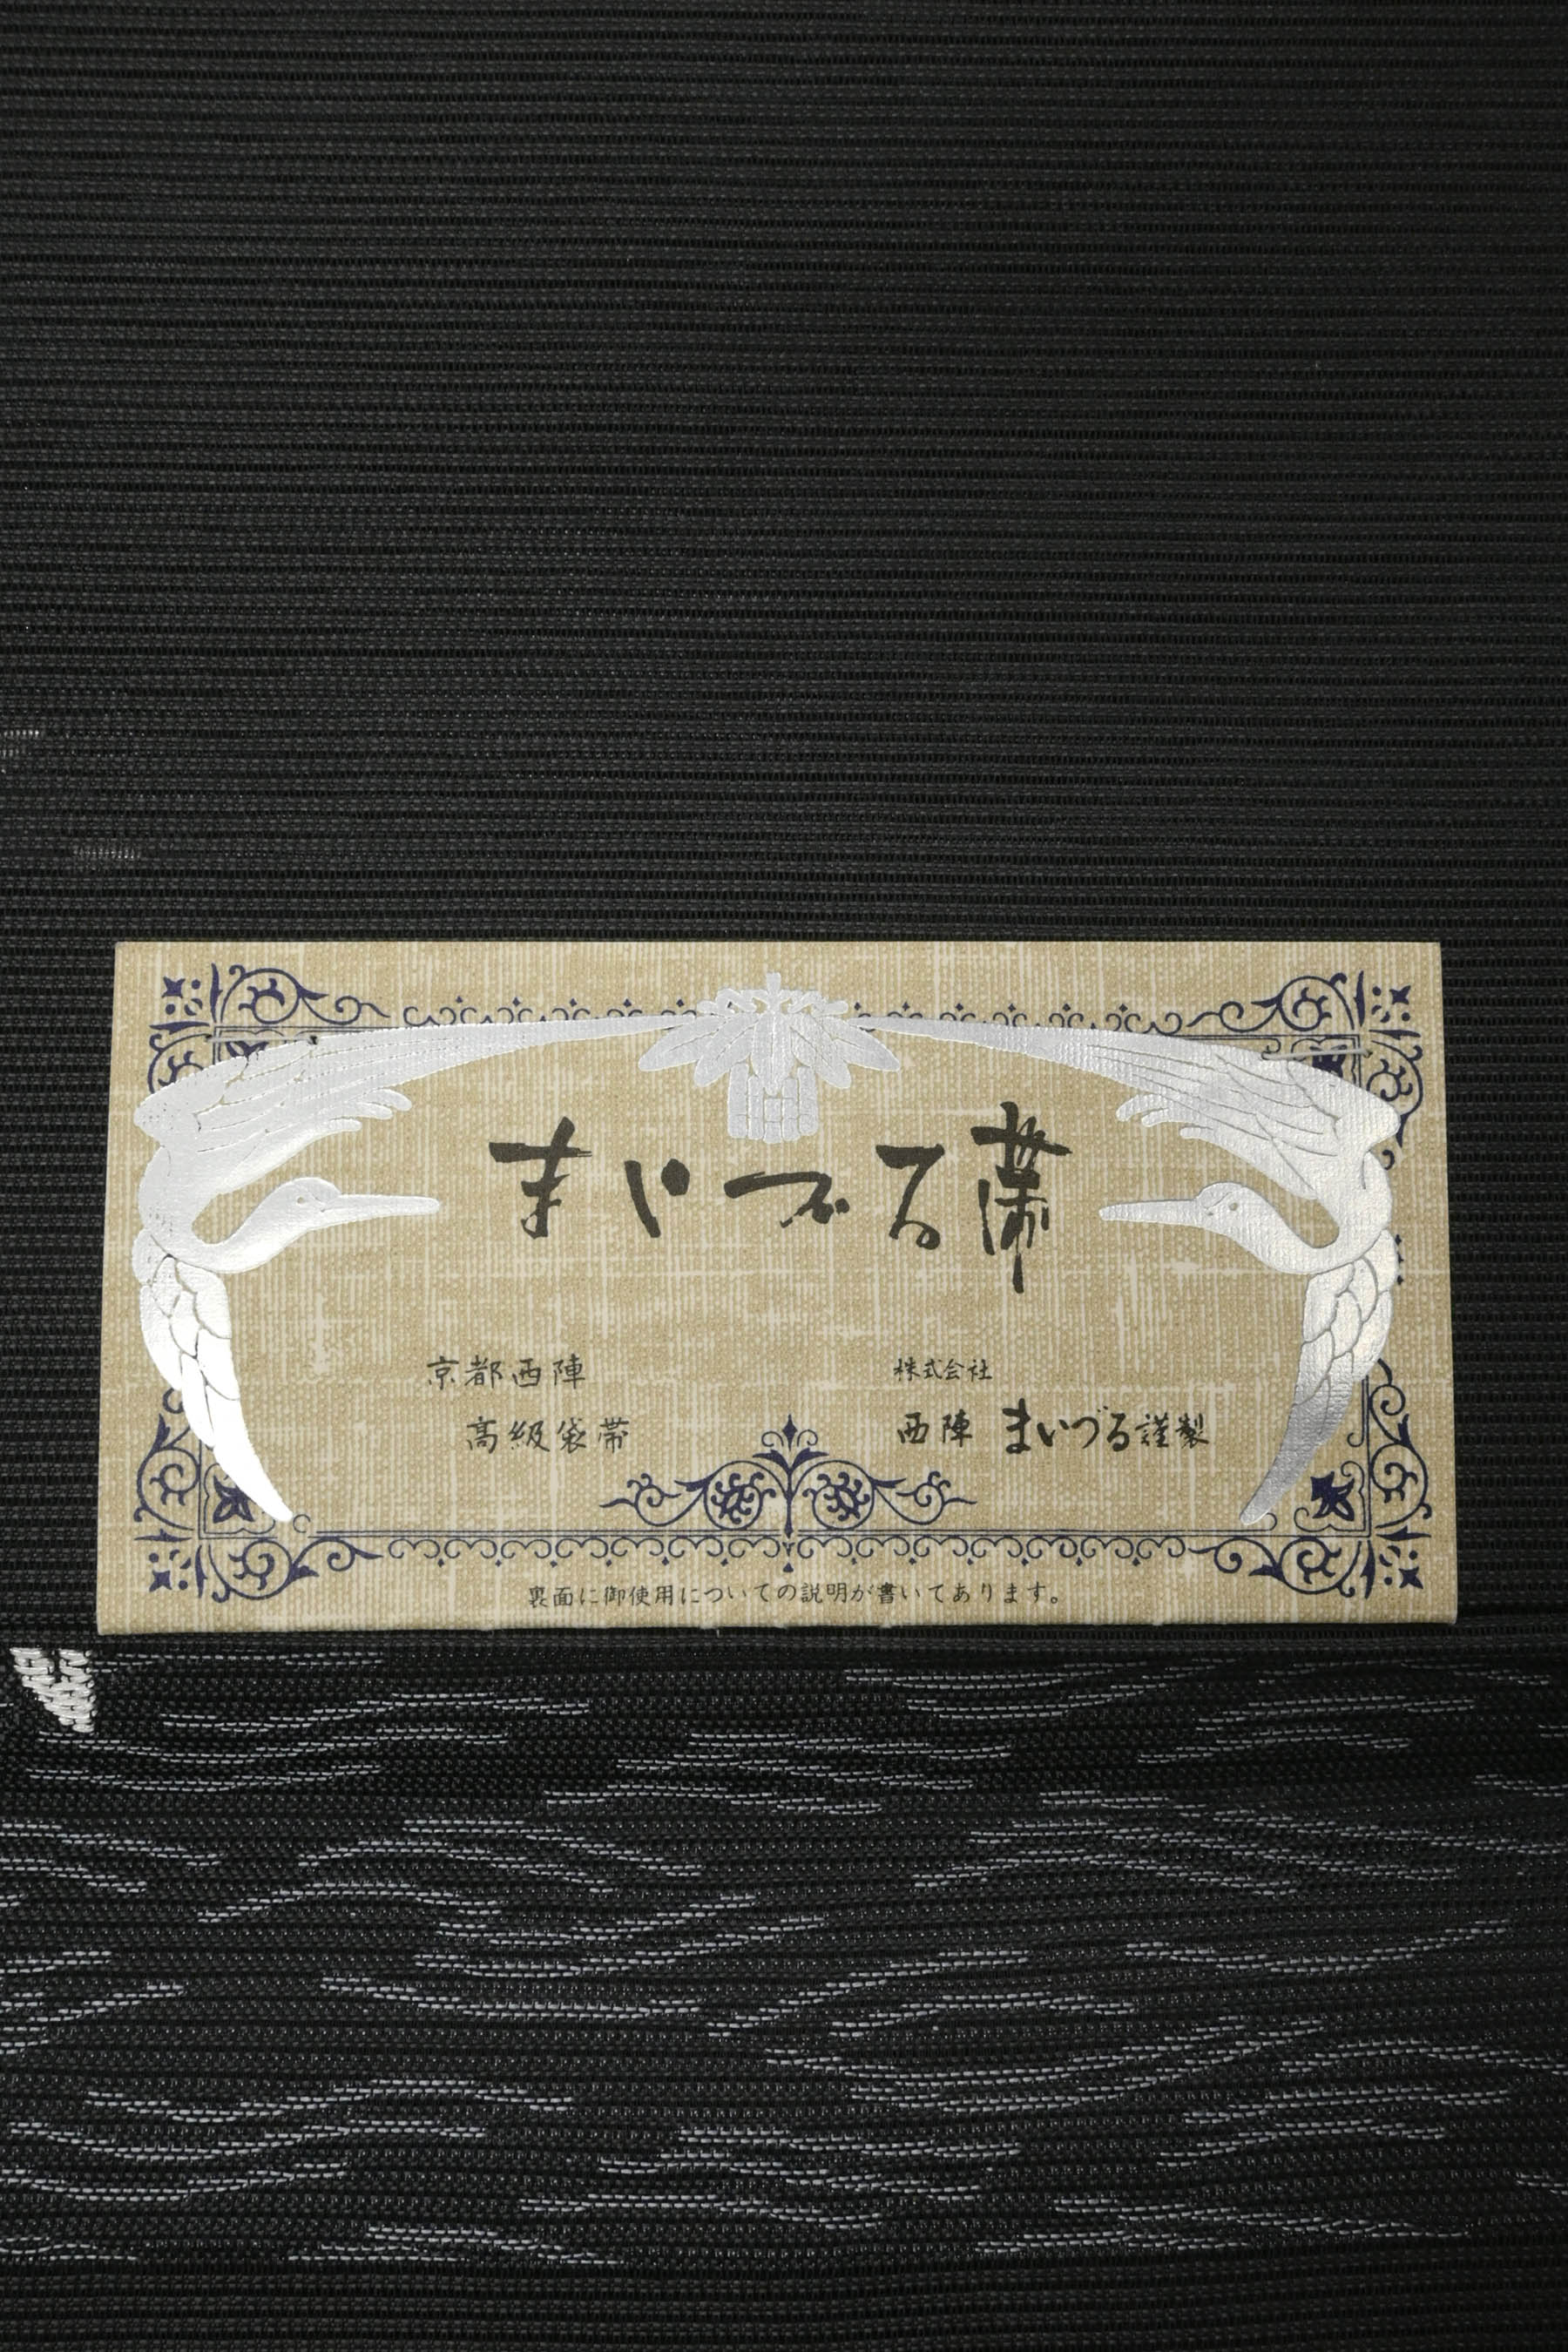 まいづる帯
京都西陣
高級袋帯
株式会社
西陣 まいづる謹製
裏面に御使用についての説明が書いてあります。